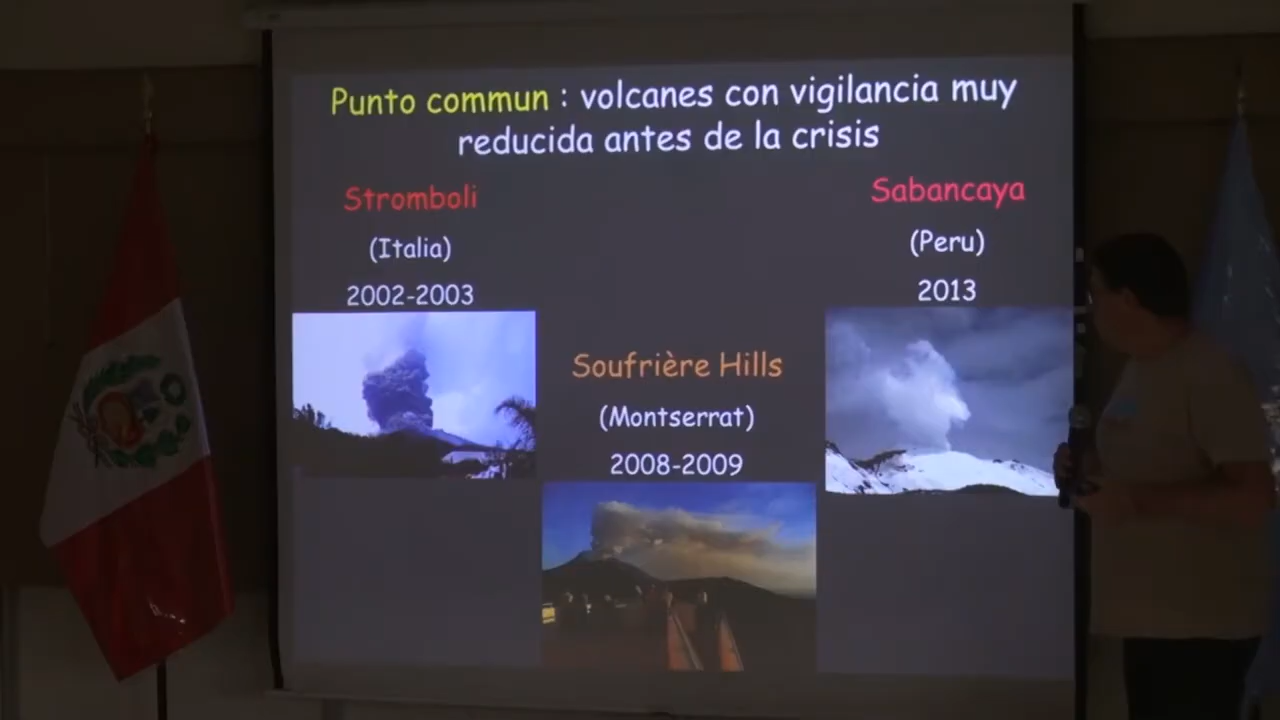 Punto commun : volcanes con vigilancia muy
reducida antes de la crisis
Stromboli
(Italia)
2002-2003
Soufrière Hills
(Montserrat)
2008-2009
Sabancaya
(Peru)
2013